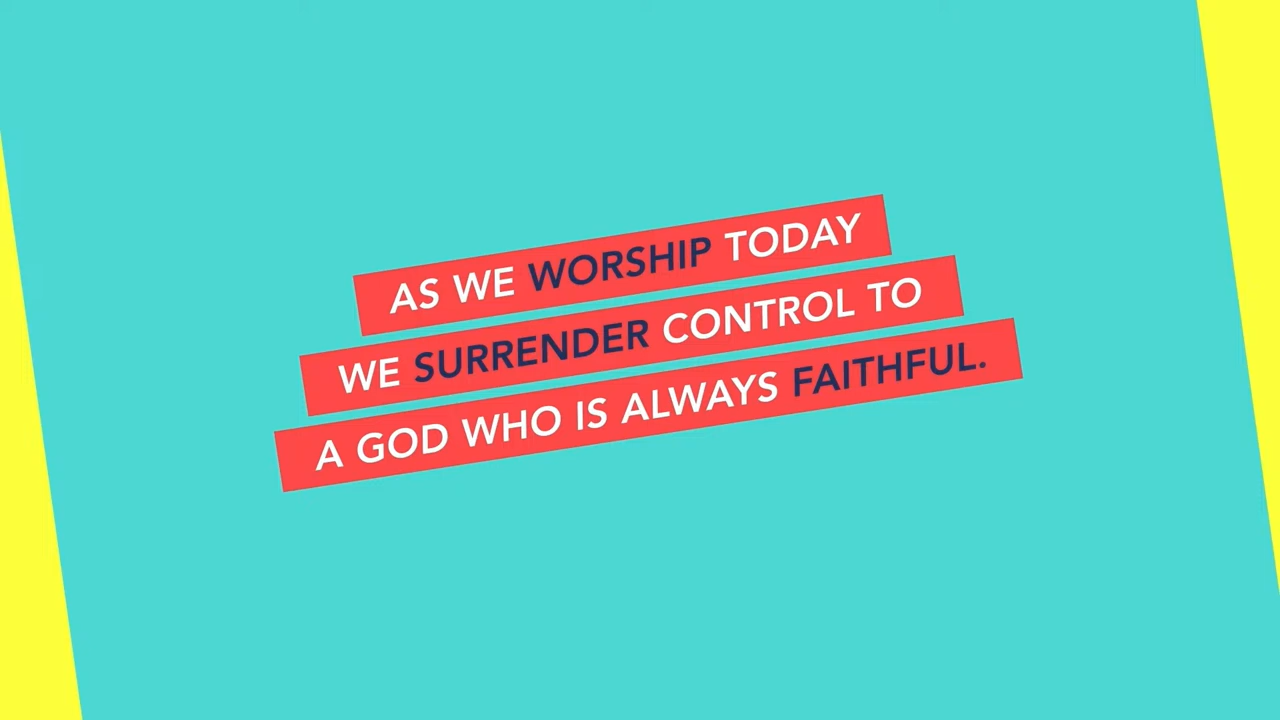 AS WE WORSHIP TODAY
WE SURRENDER CONTROL TO
A GOD WHO IS ALWAYS FAITHFUL.